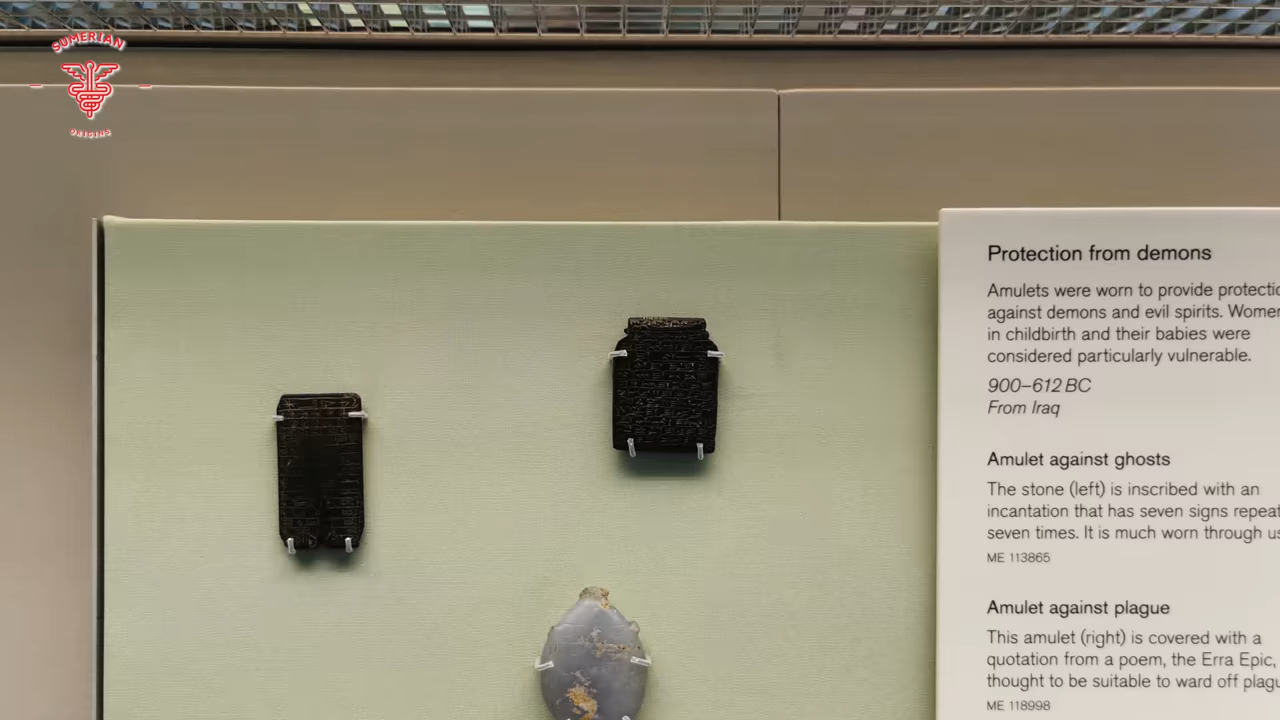 SUMERIAN
ORIGINS
Protection from demons
Amulets were worn to provide protectio
against demons and evil spirits. Women
in childbirth and their babies were
considered particularly vulnerable.
900–612 BC
From Iraq
Amulet against ghosts
The stone (left) is inscribed with an
incantation that has seven signs repeat
seven times. It is much worn through us
ME 113865
Amulet against plague
This amulet (right) is covered with a
quotation from a poem, the Erra Epic,
thought to be suitable to ward off plagu
ME 118998